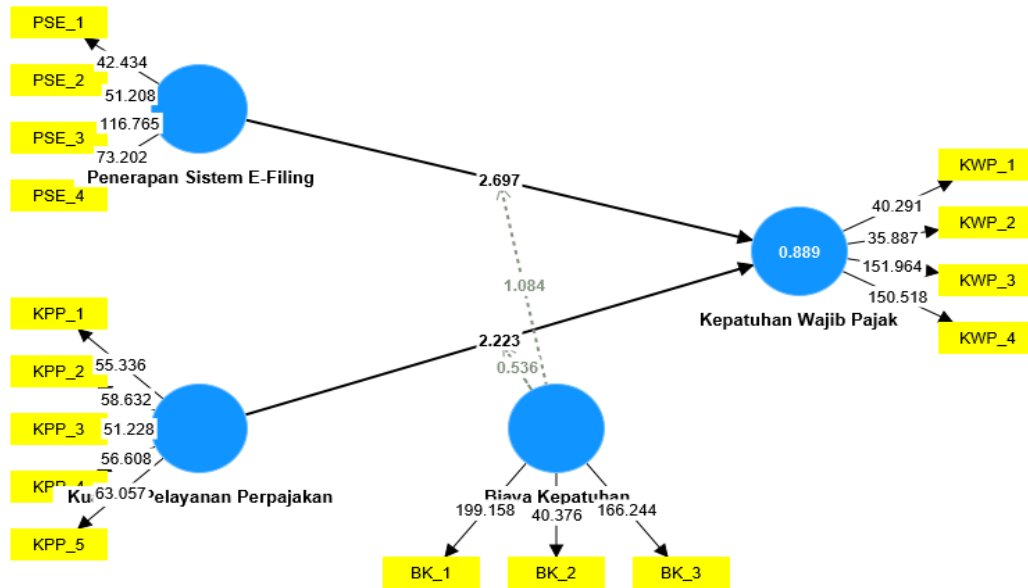 PSE_1
42.434
PSE_2
51.208
PSE_3
116.765
73.202
PSE_4
Penerapan Sistem E-Filing
2.697
1.084
KWP_1
40.291
KWP_2
35.887
0.889
151.964
KWP_3
150.518
Kepatuhan Wajib Pajak
KWP_4
KPP_1
55.336
KPP_2
58.632
KPP_3
51.228
56.608
63.057
Pelayanan Perpajakan
KPP_5
2.223
0.536
Biaya Kepatuhan
199.158
40.376
166.244
BK_1
BK_2
BK_3